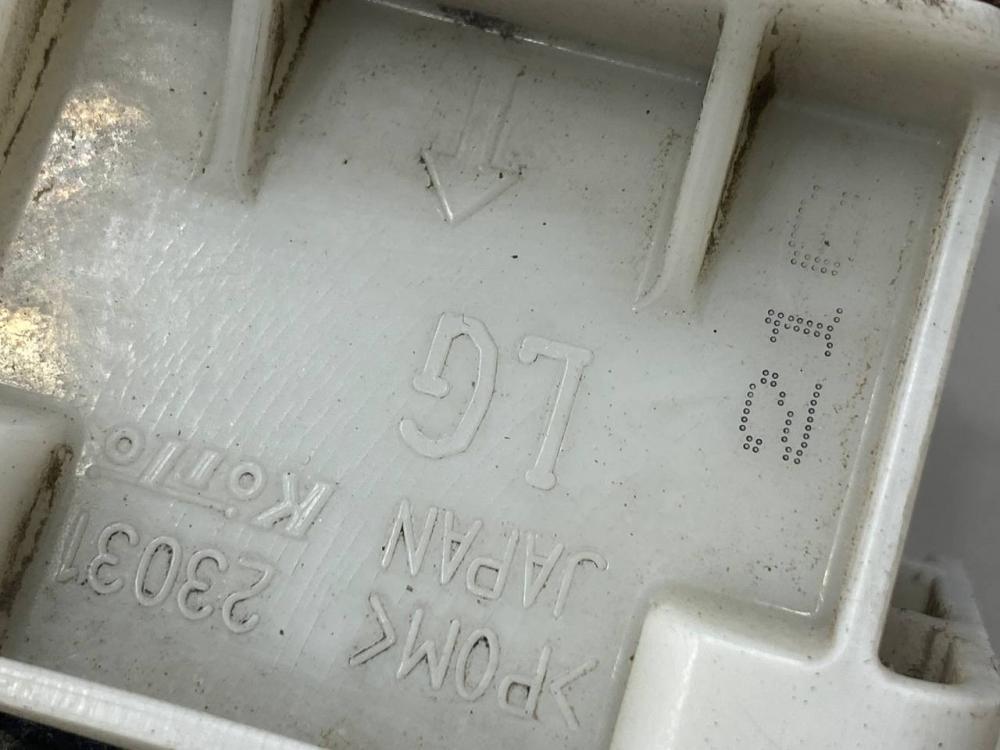 >POM<
JAPAN
LG
23031
Koito